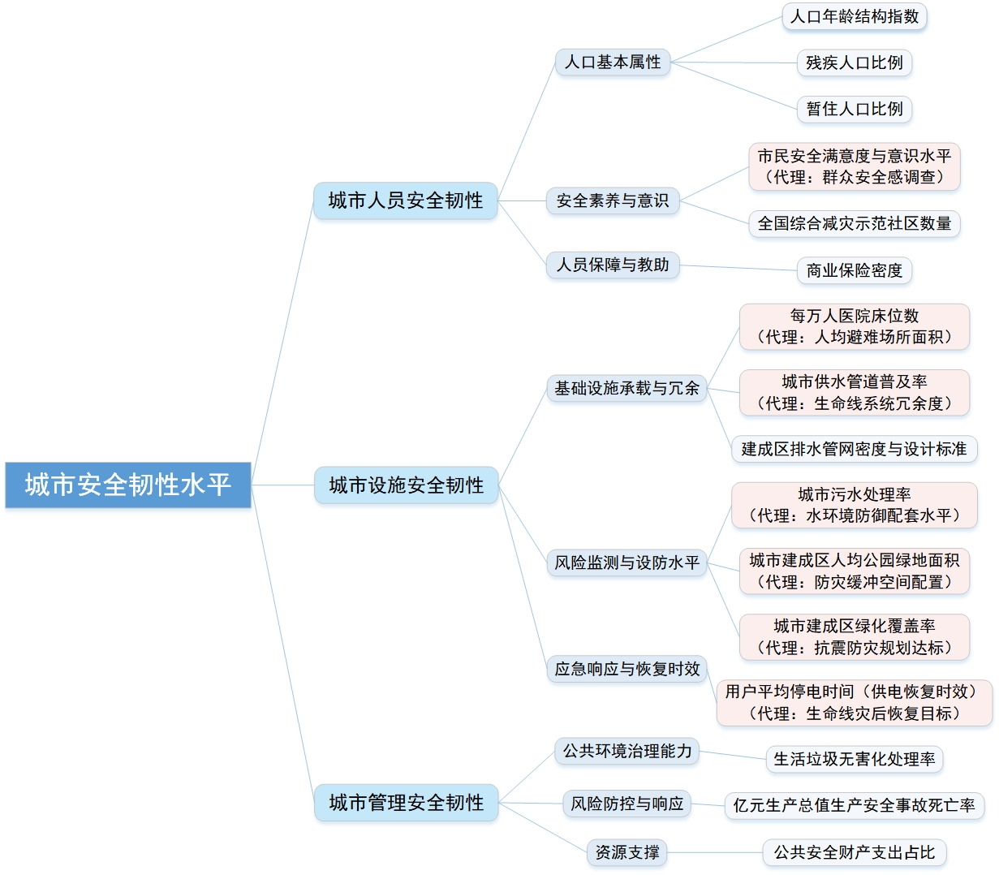 城市安全韧性水平
城市人员安全韧性
人口基本属性
人口年龄结构指数
残疾人口比例
暂住人口比例
安全素养与意识
市民安全满意度与意识水平
（代理：群众安全感调查）
全国综合减灾示范社区数量
人员保障与教助
商业保险密度
城市设施安全韧性
基础设施承载与冗余
每万人医院床位数
（代理：人均避难场所面积）
城市供水管道普及率
（代理：生命线系统冗余度）
建成区排水管网密度与设计标准
风险监测与设防水平
城市污水处理率
（代理：水环境防御配套水平）
城市建成区人均公园绿地面积
（代理：防灾缓冲空间配置）
城市建成区绿化覆盖率
（代理：抗震防灾规划达标）
应急响应与恢复时效
用户平均停电时间（供电恢复时效）
（代理：生命线灾后恢复目标）
城市管理安全韧性
公共环境治理能力
生活垃圾无害化处理率
风险防控与响应
亿元生产总值生产安全事故死亡率
资源支撑
公共安全财产支出占比